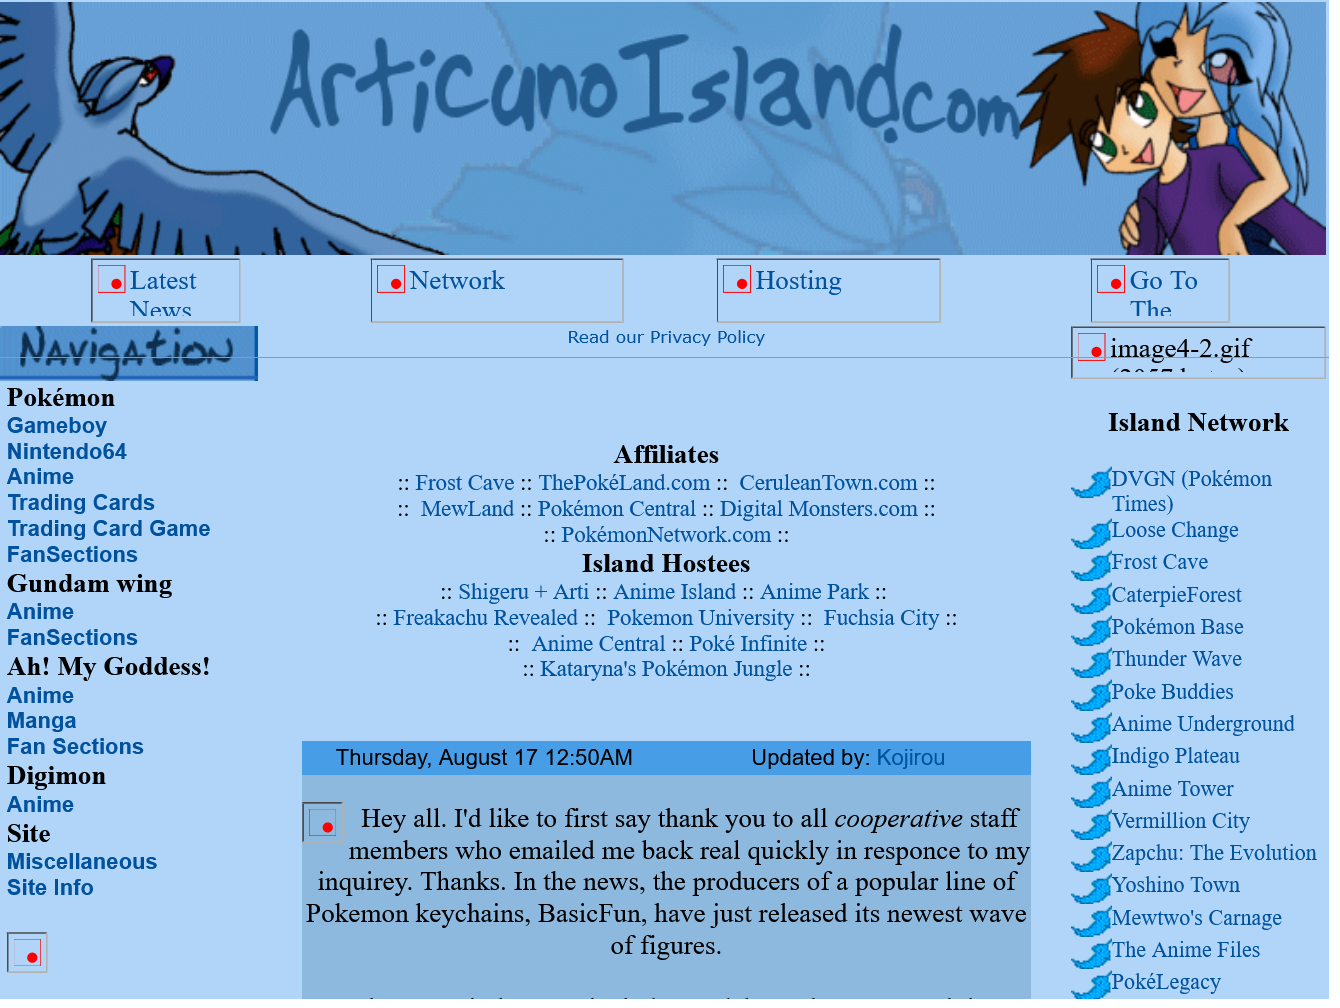 ArticunoIsland.com
Latest
News
Network
Hosting
Go To
The
Navigation
Read our Privacy Policy
image4-2.gif
Pokémon
Gameboy
Nintendo64
Anime
Trading Cards
Trading Card Game
FanSections
Gundam wing
Anime
FanSections
Ah! My Goddess!
Anime
Manga
Fan Sections
Digimon
Anime
Site
Miscellaneous
Site Info
Affiliates
:: Frost Cave :: ThePokéLand.com ::  CeruleanTown.com ::
::  MewLand :: Pokémon Central :: Digital Monsters.com ::
:: PokémonNetwork.com ::
Island Hostees
:: Shigeru + Arti :: Anime Island :: Anime Park ::
:: Freakachu Revealed ::  Pokemon University ::  Fuchsia City ::
::  Anime Central :: Poké Infinite ::
:: Kataryna's Pokémon Jungle ::
Thursday, August 17 12:50AM Updated by: Kojirou
Hey all. I'd like to first say thank you to all cooperative staff
members who emailed me back real quickly in responce to my
inquirey. Thanks. In the news, the producers of a popular line of
Pokemon keychains, BasicFun, have just released its newest wave
of figures.
Island Network
DVGN (Pokémon
Times)
Loose Change
Frost Cave
CaterpieForest
Pokémon Base
Thunder Wave
Poke Buddies
Anime Underground
Indigo Plateau
Anime Tower
Vermillion City
Zapchu: The Evolution
Yoshino Town
Mewtwo's Carnage
The Anime Files
PokéLegacy